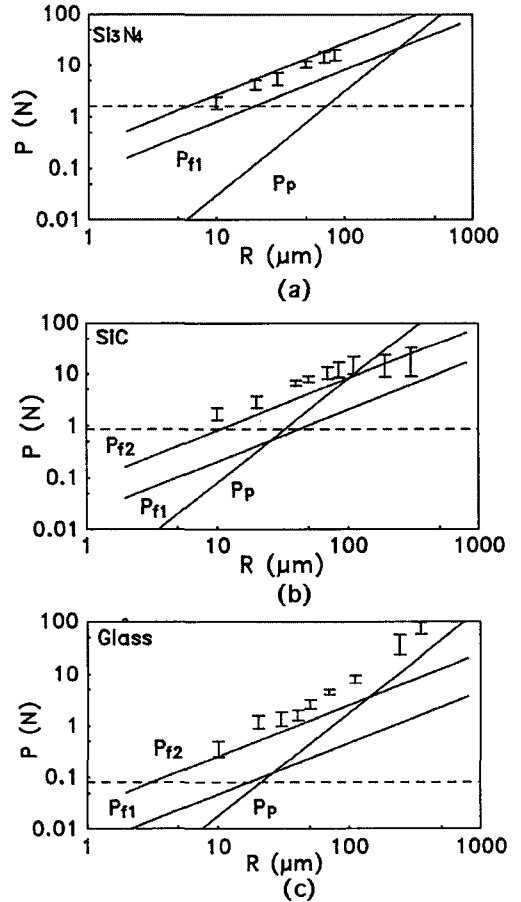 Si₃N₄
100
10
1
0.1
0.01
P (N)
Pf1
Pp
1 10 100 1000
R (μm)
(a)
SiC
100
10
1
0.1
0.01
P (N)
Pf2
Pf1
Pp
1 10 100 1000
R (μm)
(b)
Glass
100
10
1
0.1
0.01
P (N)
Pf2
Pf1
Pp
1 10 100 1000
R (μm)
(c)